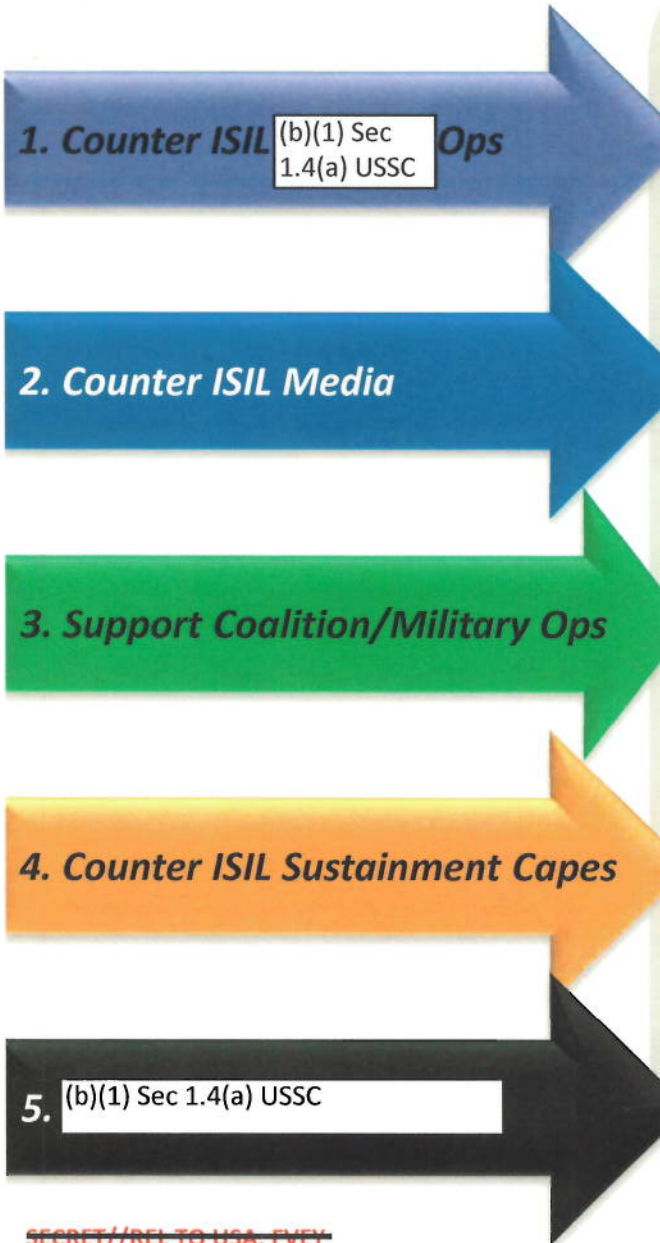 1. Counter ISIL (b)(1) Sec 1.4(a) USSC Ops
2. Counter ISIL Media
3. Support Coalition/Military Ops
4. Counter ISIL Sustainment Capes
5. (b)(1) Sec 1.4(a) USSC
SECRET//REL TO USA, FVEY